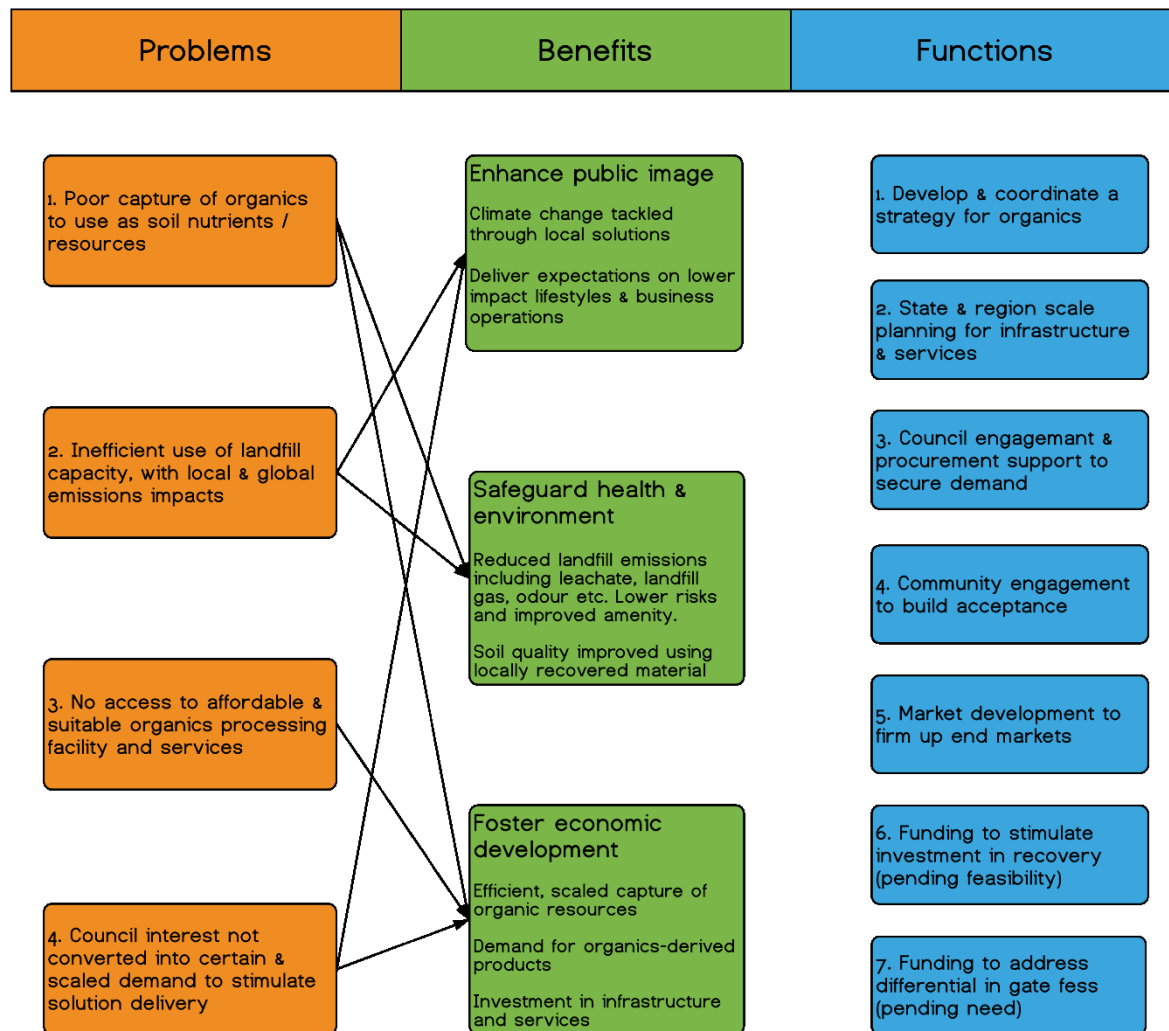 Problems
Benefits
Functions
1. Poor capture of organics
to use as soil nutrients /
resources
2. Inefficient use of landfill
capacity, with local & global
emissions impacts
3. No access to affordable &
suitable organics processing
facility and services
4. Council interest not
converted into certain &
scaled demand to stimulate
solution delivery
Enhance public image
Climate change tackled
through local solutions
Deliver expectations on lower
impact lifestyles & business
operations
Safeguard health &
environment
Reduced landfill emissions
including leachate, landfill
gas, odour etc. Lower risks
and improved amenity.
Soil quality improved using
locally recovered material
Foster economic
development
Efficient, scaled capture of
organic resources
Demand for organics-derived
products
Investment in infrastructure
and services
1. Develop & coordinate a
strategy for organics
2. State & region scale
planning for infrastructure
& services
3. Council engagemant &
procurement support to
secure demand
4. Community engagement
to build acceptance
5. Market development to
firm up end markets
6. Funding to stimulate
investment in recovery
(pending feasibility)
7. Funding to address
differential in gate fess
(pending need)